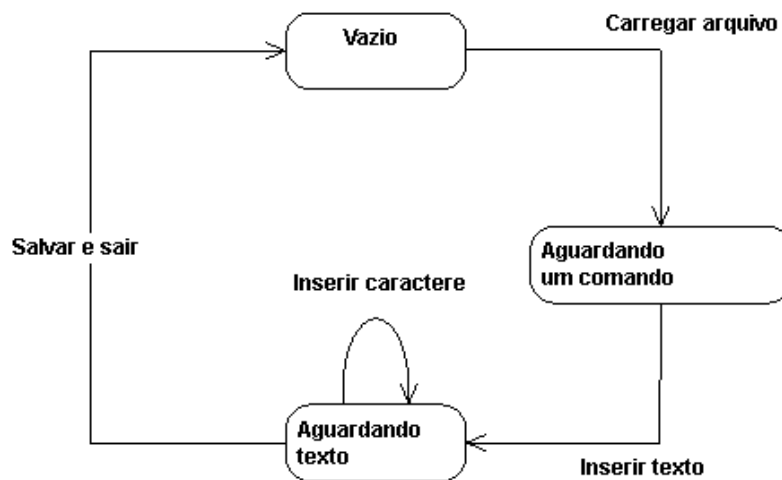 Vazio
Carregar arquivo
Salvar e sair
Aguardando
um comando
Inserir caractere
Aguardando
texto
Inserir texto